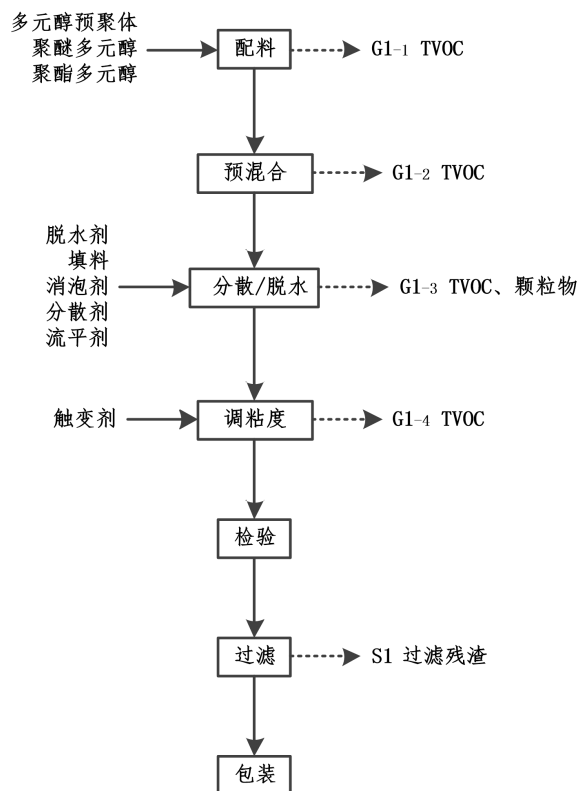 多元醇预聚体
聚醚多元醇
聚酯多元醇
配料
G1-1 TVOC
预混合
G1-2 TVOC
脱水剂
填料
消泡剂
分散剂
流平剂
分散/脱水
G1-3 TVOC、颗粒物
触变剂
调粘度
G1-4 TVOC
检验
过滤
S1 过滤残渣
包装